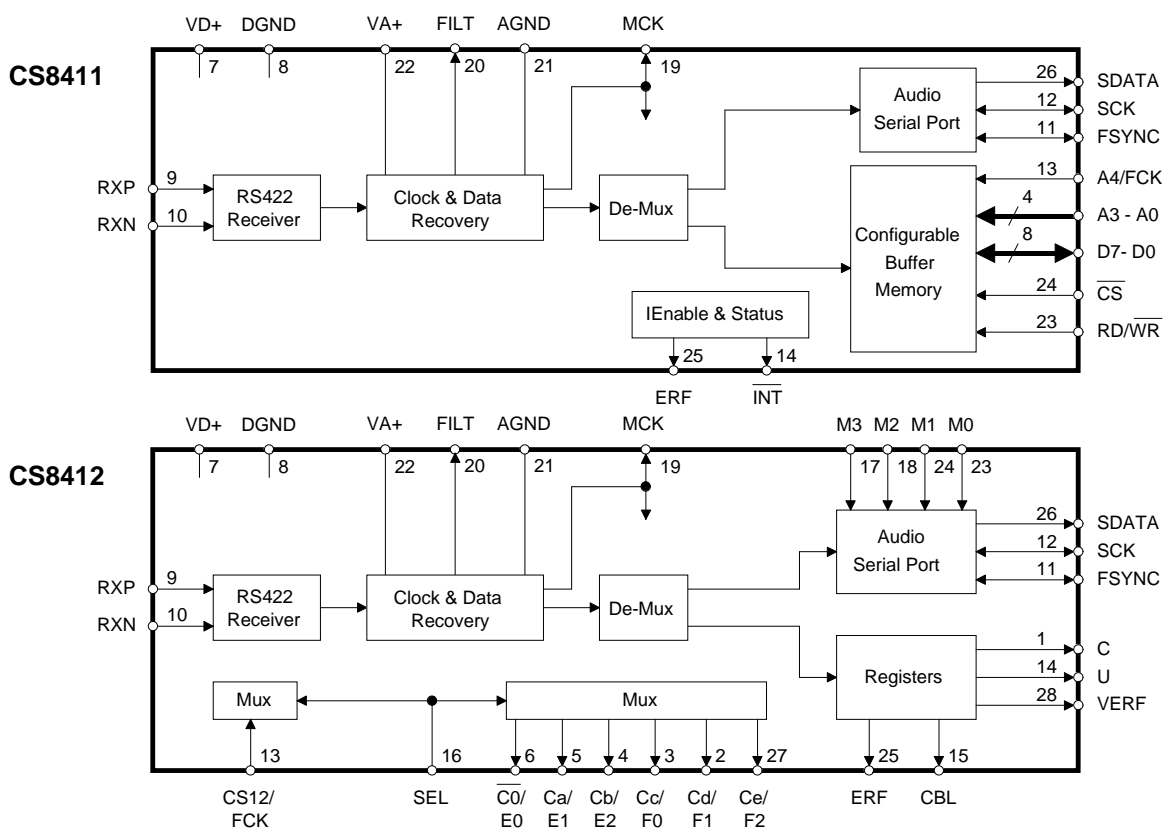 VD+ DGND VA+ FILT AGND MCK
7 8 22 20 21 19
CS8411
26 SDATA
Audio
Serial Port
12 SCK
11 FSYNC
13 A4/FCK
4 A3 - A0
8 D7- D0
24 C̅S̅
23 RD/W̅R̅
RXP 9
RXN 10
RS422
Receiver
Clock & Data
Recovery
De-Mux
Configurable
Buffer
Memory
IEnable & Status
25 14
ERF I̅N̅T̅
VD+ DGND VA+ FILT AGND MCK M3 M2 M1 M0
7 8 22 20 21 19 17 18 24 23
CS8412
26 SDATA
Audio
Serial Port
12 SCK
11 FSYNC
RXP 9
RXN 10
RS422
Receiver
Clock & Data
Recovery
De-Mux
Registers
1 C
14 U
28 VERF
Mux Mux
13 16 6 5 4 3 2 27 25 15
CS12/
FCK
SEL
C̅0̅/
E0
Ca/
E1
Cb/
E2
Cc/
F0
Cd/
F1
Ce/
F2
ERF CBL